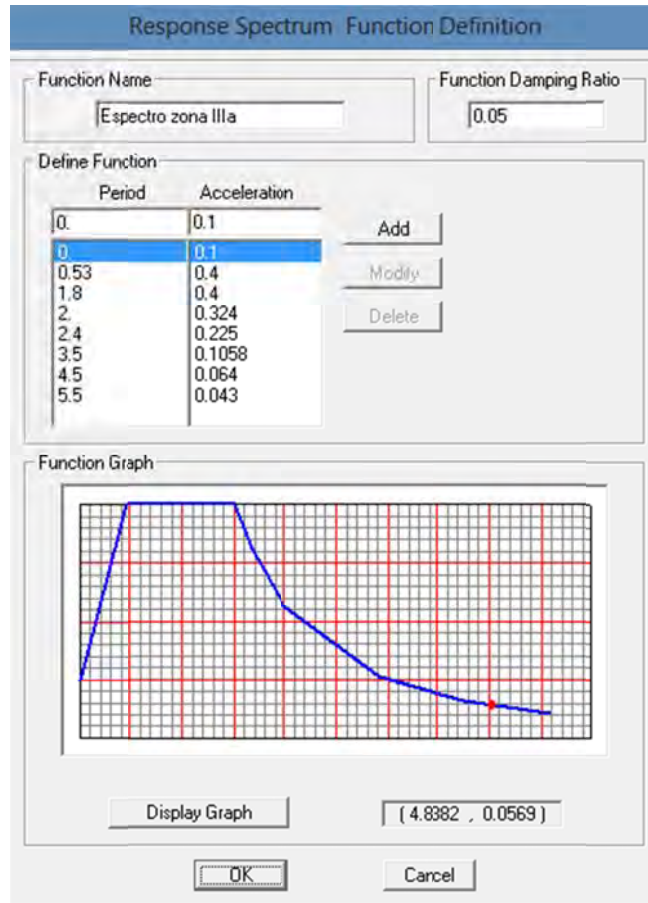 Response Spectrum Function Definition
Function Name
Function Damping Ratio
Espectro zona IIIa
0.05
Define Function
Period Acceleration
0. 0.1
Add
0. 0.1
0.53 0.4
Modify
1.8 0.4
2. 0.324
Delete
2.4 0.225
3.5 0.1058
4.5 0.064
5.5 0.043
Function Graph
Display Graph
( 4.8382 , 0.0569 )
OK
Cancel